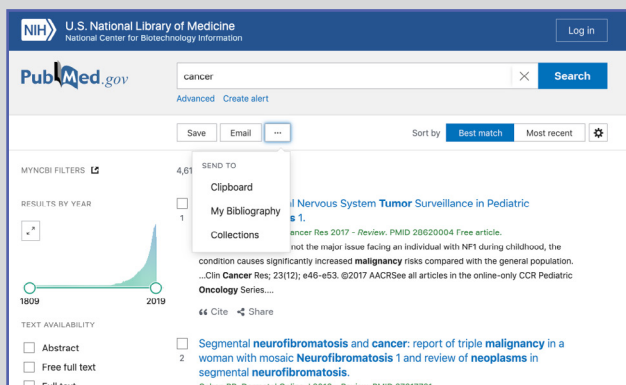 NIH
U.S. National Library of Medicine
National Center for Biotechnology Information
Log in
PubMed.gov
cancer
Search
Advanced Create alert
Save Email ...
Sort by Best match Most recent
MYNCBI FILTERS
4,61
SEND TO
Clipboard
My Bibliography
Collections
RESULTS BY YEAR
1809 2019
TEXT AVAILABILITY
Abstract
Free full text
1
l Nervous System Tumor Surveillance in Pediatric
s 1.
ancer Res 2017 - Review. PMID 28620004 Free article.
not the major issue facing an individual with NF1 during childhood, the
condition causes significantly increased malignancy risks compared with the general population.
...Clin Cancer Res; 23(12); e46-e53. ©2017 AACRSee all articles in the online-only CCR Pediatric
Oncology Series....
Cite Share
2
Segmental neurofibromatosis and cancer: report of triple malignancy in a
woman with mosaic Neurofibromatosis 1 and review of neoplasms in
segmental neurofibromatosis.